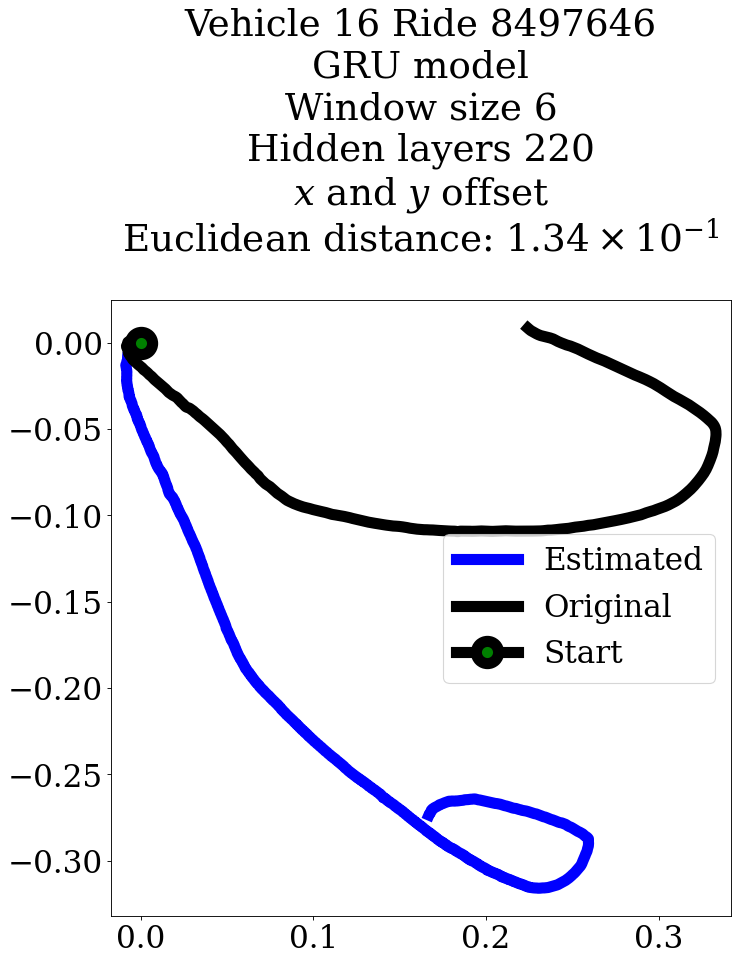 Vehicle 16 Ride 8497646
GRU model
Window size 6
Hidden layers 220
x and y offset
Euclidean distance: 1.34 × 10⁻¹
0.00
−0.05
−0.10
−0.15
−0.20
−0.25
−0.30
Estimated
Original
Start
0.0 0.1 0.2 0.3